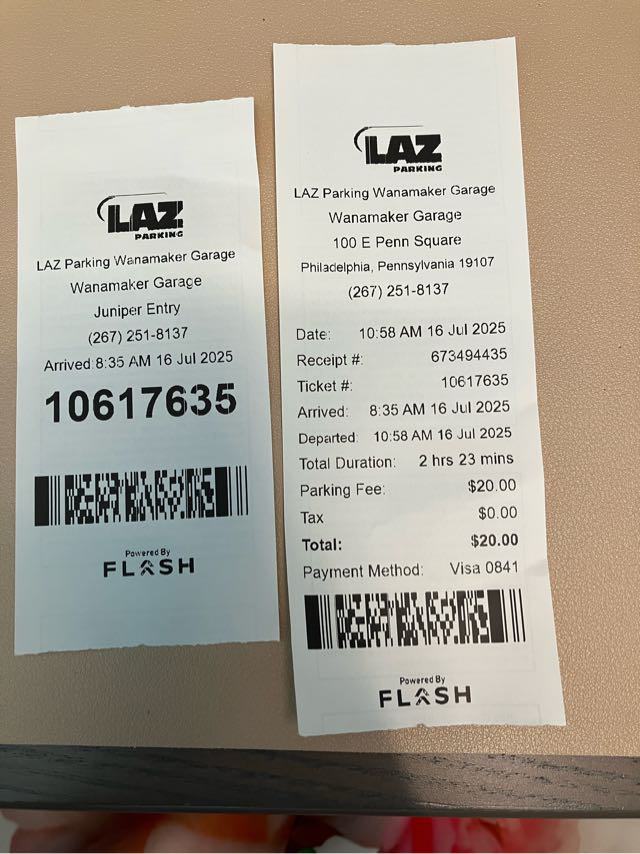 LAZ
PARKING
LAZ Parking Wanamaker Garage
Wanamaker Garage
Juniper Entry
(267) 251-8137
Arrived:8:35 AM 16 Jul 2025
10617635
Powered By
FLASH
LAZ
PARKING
LAZ Parking Wanamaker Garage
Wanamaker Garage
100 E Penn Square
Philadelphia, Pennsylvania 19107
(267) 251-8137
Date: 10:58 AM 16 Jul 2025
Receipt #: 673494435
Ticket #: 10617635
Arrived: 8:35 AM 16 Jul 2025
Departed: 10:58 AM 16 Jul 2025
Total Duration: 2 hrs 23 mins
Parking Fee: $20.00
Tax $0.00
Total: $20.00
Payment Method: Visa 0841
Powered By
FLASH